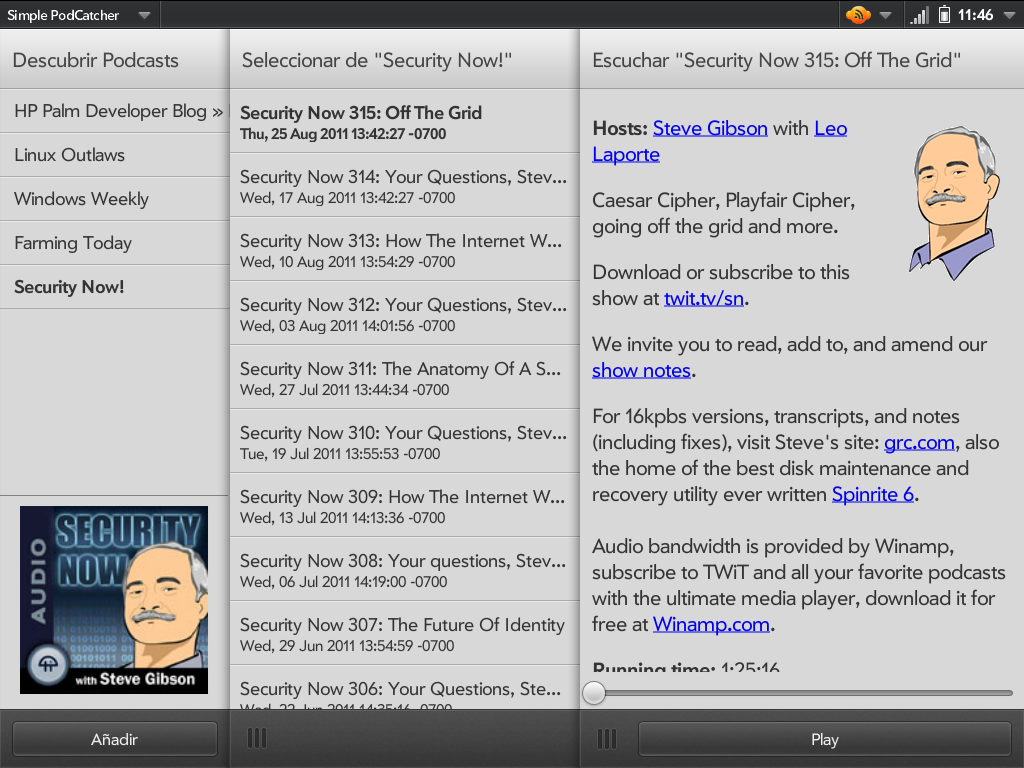 Simple PodCatcher
11:46
Descubrir Podcasts
HP Palm Developer Blog »
Linux Outlaws
Windows Weekly
Farming Today
Security Now!
AUDIO
SECURITY
NOW
with Steve Gibson
Añadir
Seleccionar de "Security Now!"
Security Now 315: Off The Grid
Thu, 25 Aug 2011 13:42:27 -0700
Security Now 314: Your Questions, Stev...
Wed, 17 Aug 2011 13:42:27 -0700
Security Now 313: How The Internet W...
Wed, 10 Aug 2011 13:54:29 -0700
Security Now 312: Your Questions, Stev...
Wed, 03 Aug 2011 14:01:56 -0700
Security Now 311: The Anatomy Of A S...
Wed, 27 Jul 2011 13:44:34 -0700
Security Now 310: Your Questions, Stev...
Tue, 19 Jul 2011 13:55:53 -0700
Security Now 309: How The Internet W...
Wed, 13 Jul 2011 14:13:36 -0700
Security Now 308: Your questions, Stev...
Wed, 06 Jul 2011 14:19:00 -0700
Security Now 307: The Future Of Identity
Wed, 29 Jun 2011 13:54:59 -0700
Security Now 306: Your Questions, Ste...
Wed, 22 Jun 2011 14:35:16 -0700
Escuchar "Security Now 315: Off The Grid"
Hosts: Steve Gibson with Leo
Laporte
Caesar Cipher, Playfair Cipher,
going off the grid and more.
Download or subscribe to this
show at twit.tv/sn.
We invite you to read, add to, and amend our
show notes.
For 16kpbs versions, transcripts, and notes
(including fixes), visit Steve's site: grc.com, also
the home of the best disk maintenance and
recovery utility ever written Spinrite 6.
Audio bandwidth is provided by Winamp,
subscribe to TWiT and all your favorite podcasts
with the ultimate media player, download it for
free at Winamp.com.
Running time: 1:25:16
Play